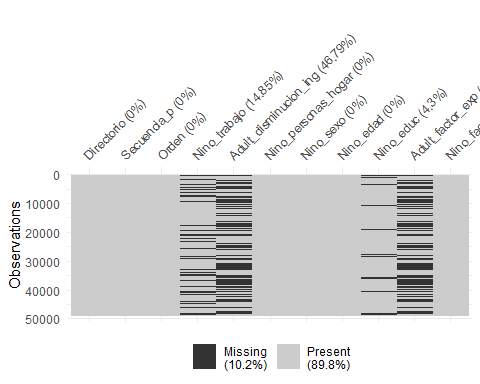 Directorio (0%)
Secuencia_p (0%)
Orden (0%)
Nino_trabajo (14.85%)
Adult_disminucion_ing (46.79%)
Nino_personas_hogar (0%)
Nino_sexo (0%)
Nino_edad (0%)
Nino_educ (4.3%)
Adult_factor_exp (
Nino_fac
0
10000
20000
30000
40000
50000
Observations
Missing
(10.2%)
Present
(89.8%)